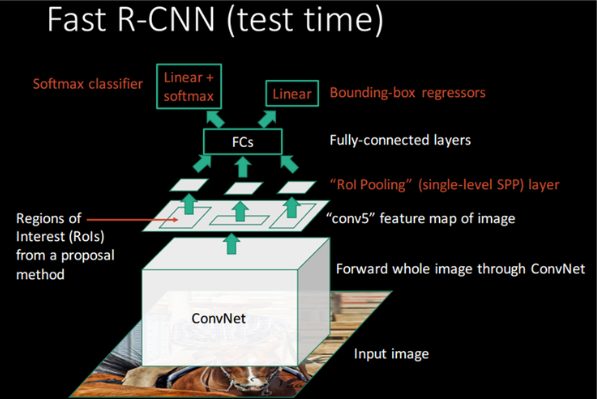 Fast R-CNN (test time)
Softmax classifier
Linear +
softmax
Linear
Bounding-box regressors
FCs
Fully-connected layers
“RoI Pooling” (single-level SPP) layer
Regions of
Interest (RoIs)
from a proposal
method
“conv5” feature map of image
Forward whole image through ConvNet
ConvNet
Input image